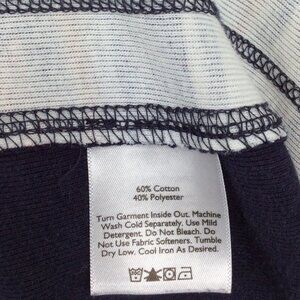 60% Cotton
40% Polyester
Turn Garment Inside Out. Machine
Wash Cold Separately. Use Mild
Detergent. Do Not Bleach. Do
Not Use Fabric Softeners. Tumble
Dry Low. Cool Iron As Desired.